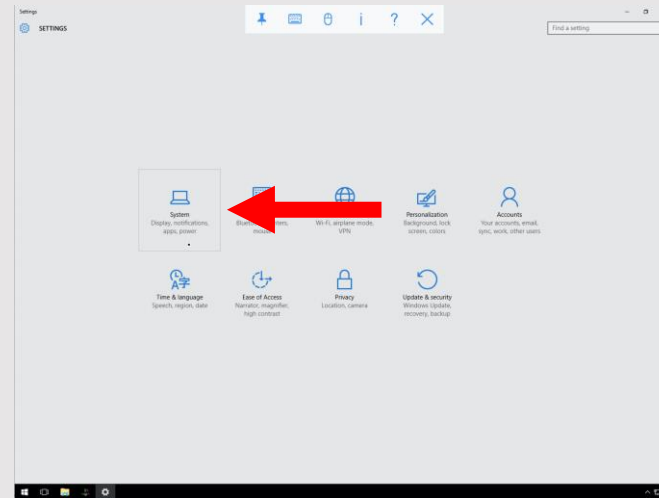 Settings
SETTINGS
i
?
Find a setting
System
Display, notifications,
apps, power
Wi-Fi, airplane mode,
VPN
Personalization
Background, lock
screen, colors
Accounts
Your accounts, email,
sync, work, other users
Time & language
Speech, region, date
Ease of Access
Narrator, magnifier,
high contrast
Privacy
Location, camera
Update & security
Windows Update,
recovery, backup